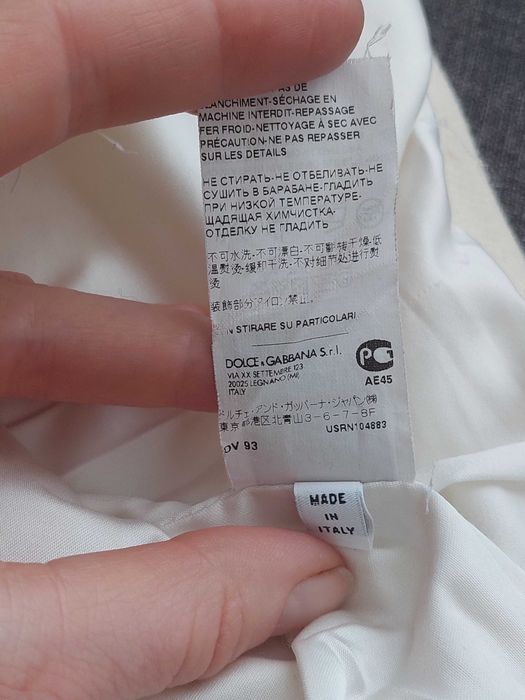 AS DE
BLANCHIMENT-SÉCHAGE EN
MACHINE INTERDIT-REPASSAGE
FER FROID-NETTOYAGE À SEC AVEC
PRÉCAUTION-NE PAS REPASSER
SUR LES DETAILS
НЕ СТИРАТЬ-НЕ ОТБЕЛИВАТЬ-НЕ
СУШИТЬ В БАРАБАНЕ-ГЛАДИТЬ
ПРИ НИЗКОЙ ТЕМПЕРАТУРЕ-
ЩАДЯЩАЯ ХИМЧИСТКА-
ОТДЕЛКУ НЕ ГЛАДИТЬ
不可水洗-不可漂白-不可翻转干燥-低
温熨烫-缓和干洗-不对细节处进行熨
烫
装飾部分アイロン禁止
N STIRARE SU PARTICOLARI
DOLCE & GABBANA S.r.l.
VIA XX SETTEMBRE 123
20025 LEGNANO (MI)
ITALY
РСТ
AE45
ドルチェ・アンド・ガッバーナ・ジャパン㈱
東京都港区北青山3-6-7-8F
USRN104883
DV 93
MADE
IN
ITALY